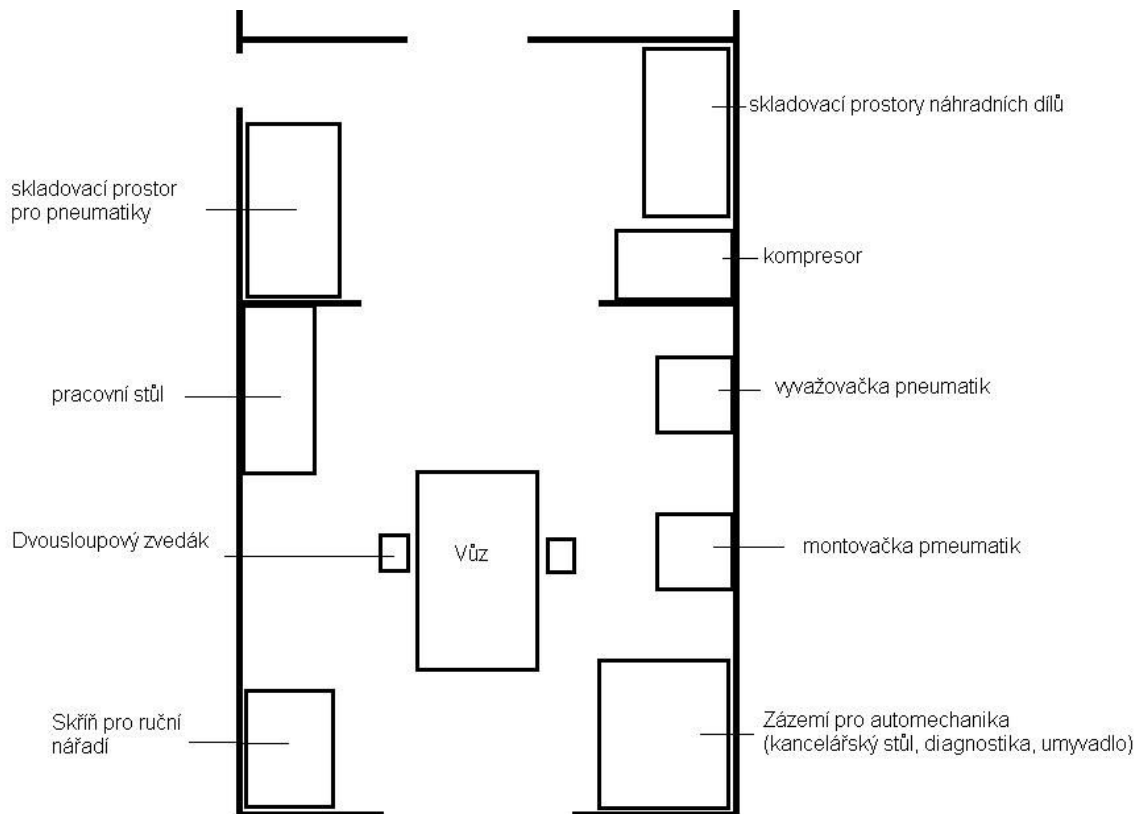 skladovací prostory náhradních dílů
skladovací prostor
pro pneumatiky
kompresor
pracovní stůl
vyvažovačka pneumatik
Dvousloupový zvedák
Vůz
montovačka pmeumatik
Skříň pro ruční
nářadí
Zázemí pro automechanika
(kancelářský stůl, diagnostika, umyvadlo)